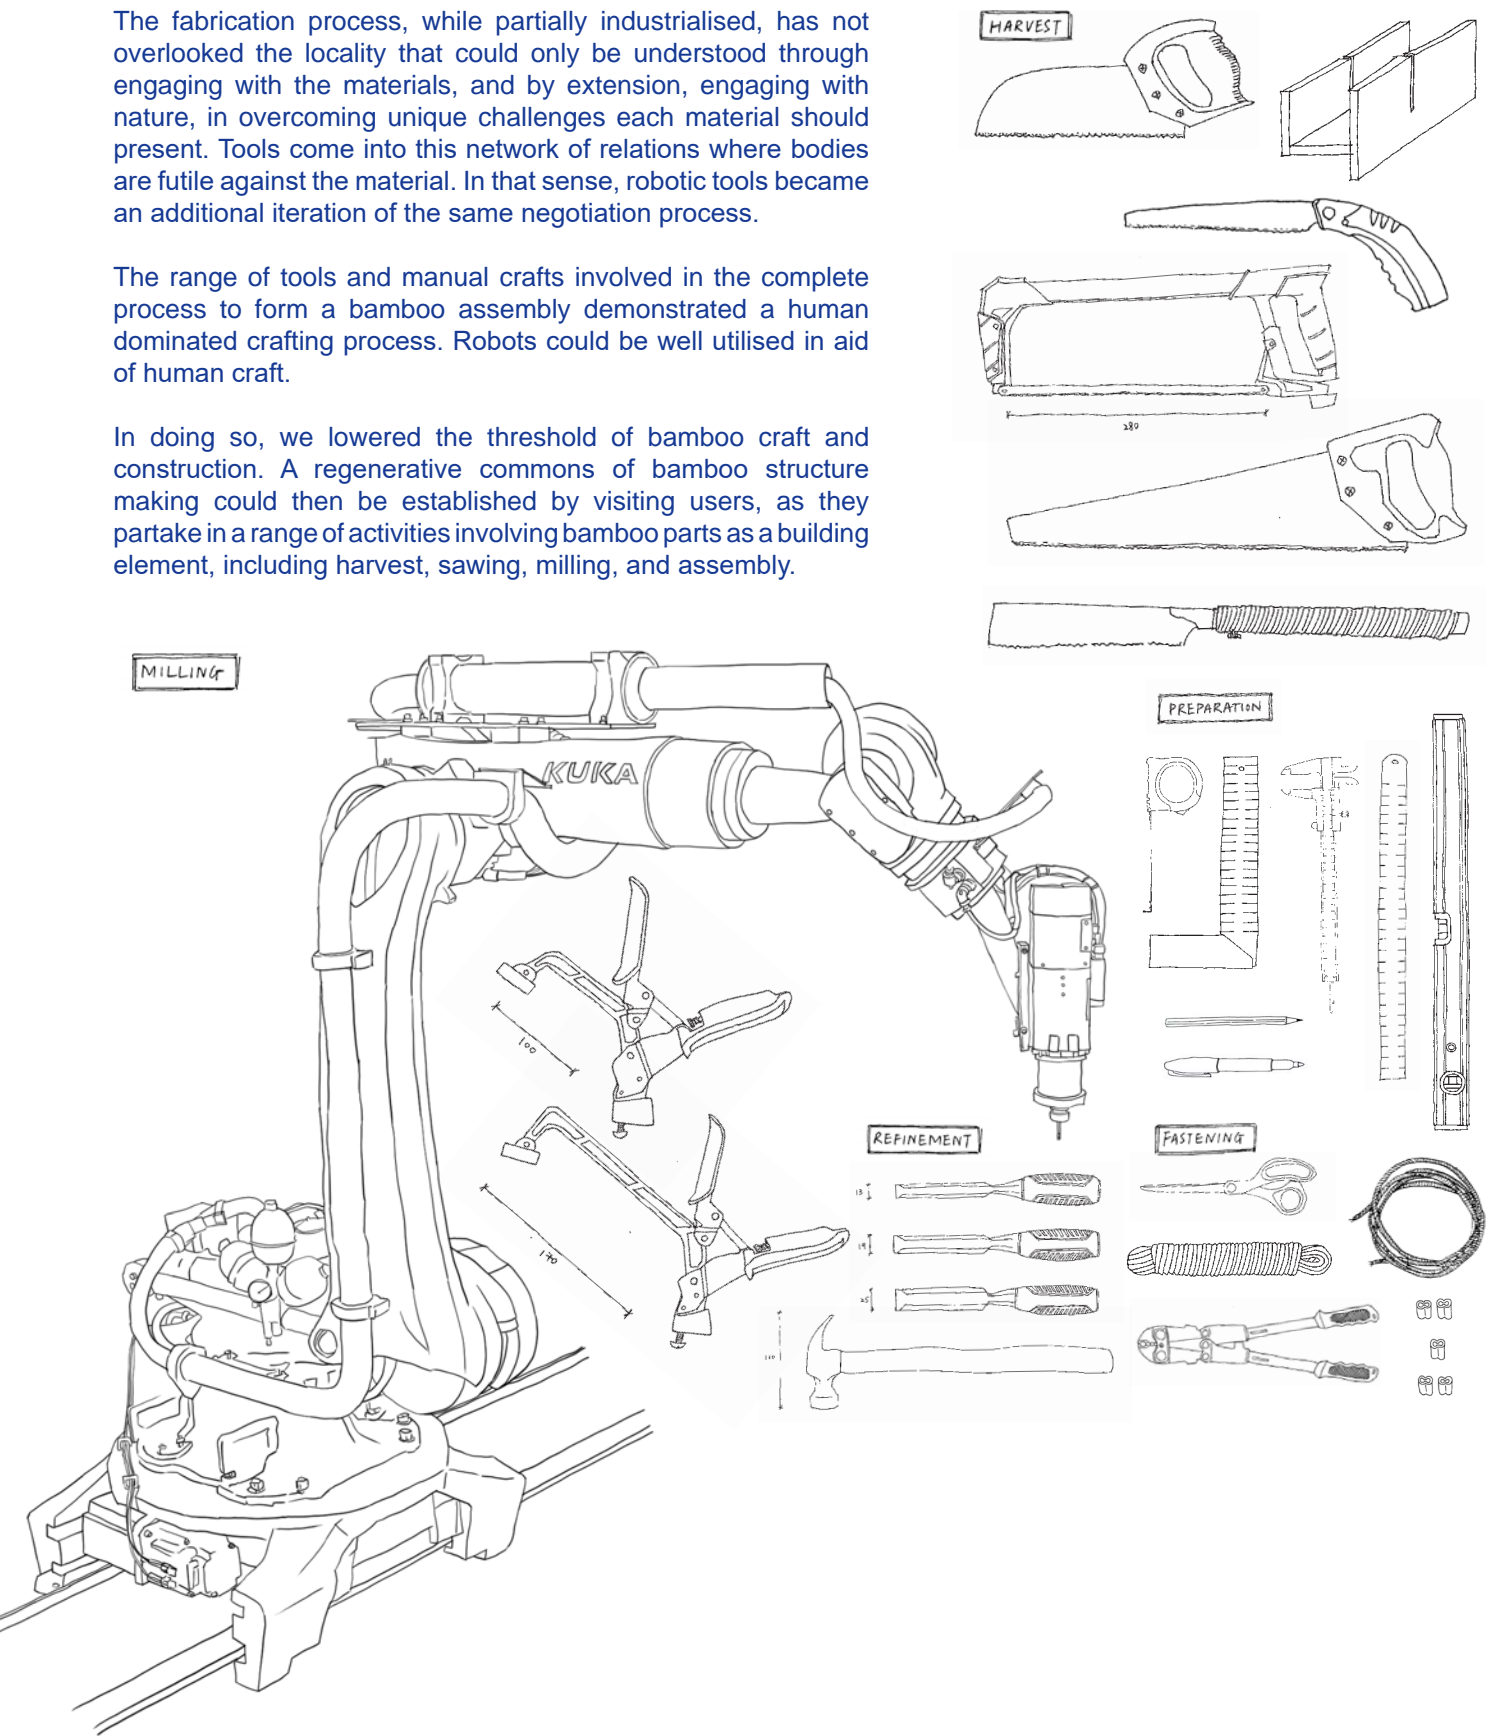 The fabrication process, while partially industrialised, has not
overlooked the locality that could only be understood through
engaging with the materials, and by extension, engaging with
nature, in overcoming unique challenges each material should
present. Tools come into this network of relations where bodies
are futile against the material. In that sense, robotic tools became
an additional iteration of the same negotiation process.
The range of tools and manual crafts involved in the complete
process to form a bamboo assembly demonstrated a human
dominated crafting process. Robots could be well utilised in aid
of human craft.
In doing so, we lowered the threshold of bamboo craft and
construction. A regenerative commons of bamboo structure
making could then be established by visiting users, as they
partake in a range of activities involving bamboo parts as a building
element, including harvest, sawing, milling, and assembly.
HARVEST
280
MILLING
KUKA
PREPARATION
100
170
REFINEMENT
13
19
25
FASTENING